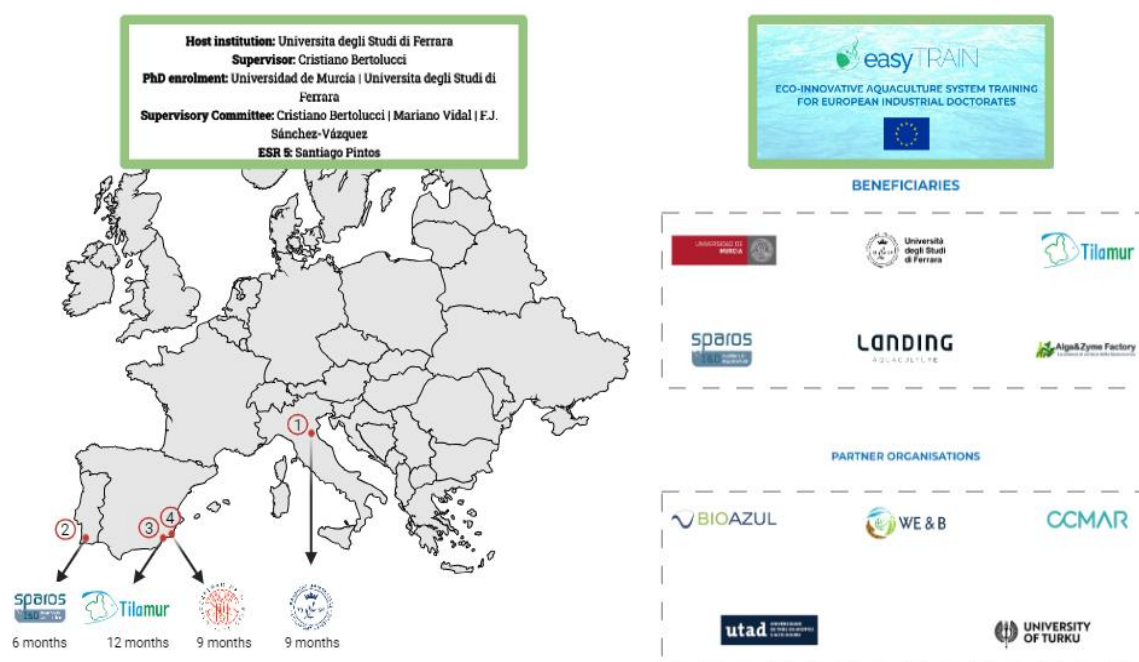 Host institution: Universita degli Studi di Ferrara
Supervisor: Cristiano Bertolucci
PhD enrolment: Universidad de Murcia | Universita degli Studi di
Ferrara
Supervisory Committee: Cristiano Bertolucci | Mariano Vidal | F.J.
Sánchez-Vázquez
ESR 5: Santiago Pintos
easyTRAIN
ECO-INNOVATIVE AQUACULTURE SYSTEM TRAINING
FOR EUROPEAN INDUSTRIAL DOCTORATES
BENEFICIARIES
UNIVERSIDAD DE
MURCIA
Università
degli Studi
di Ferrara
Tilamur
sparos
LANDING
AQUACULTURE
Alga&Zyme Factory
PARTNER ORGANISATIONS
BIOAZUL
WE & B
CCMAR
utad
UNIVERSITY
OF TURKU
1
2
3
4
sparos
Tilamur
6 months
12 months
9 months
9 months